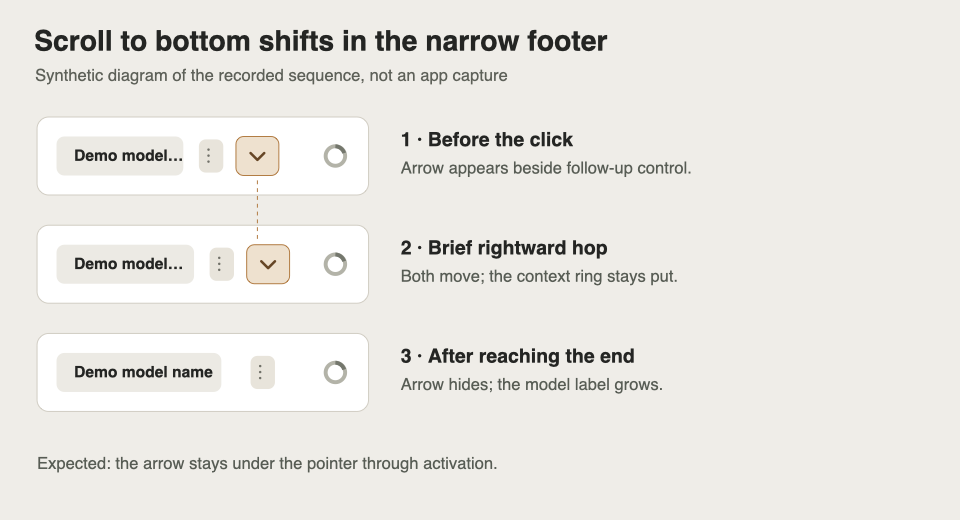 Scroll to bottom shifts in the narrow footer
Synthetic diagram of the recorded sequence, not an app capture
Demo model...
1 · Before the click
Arrow appears beside follow-up control.
Demo model...
2 · Brief rightward hop
Both move; the context ring stays put.
Demo model name
3 · After reaching the end
Arrow hides; the model label grows.
Expected: the arrow stays under the pointer through activation.